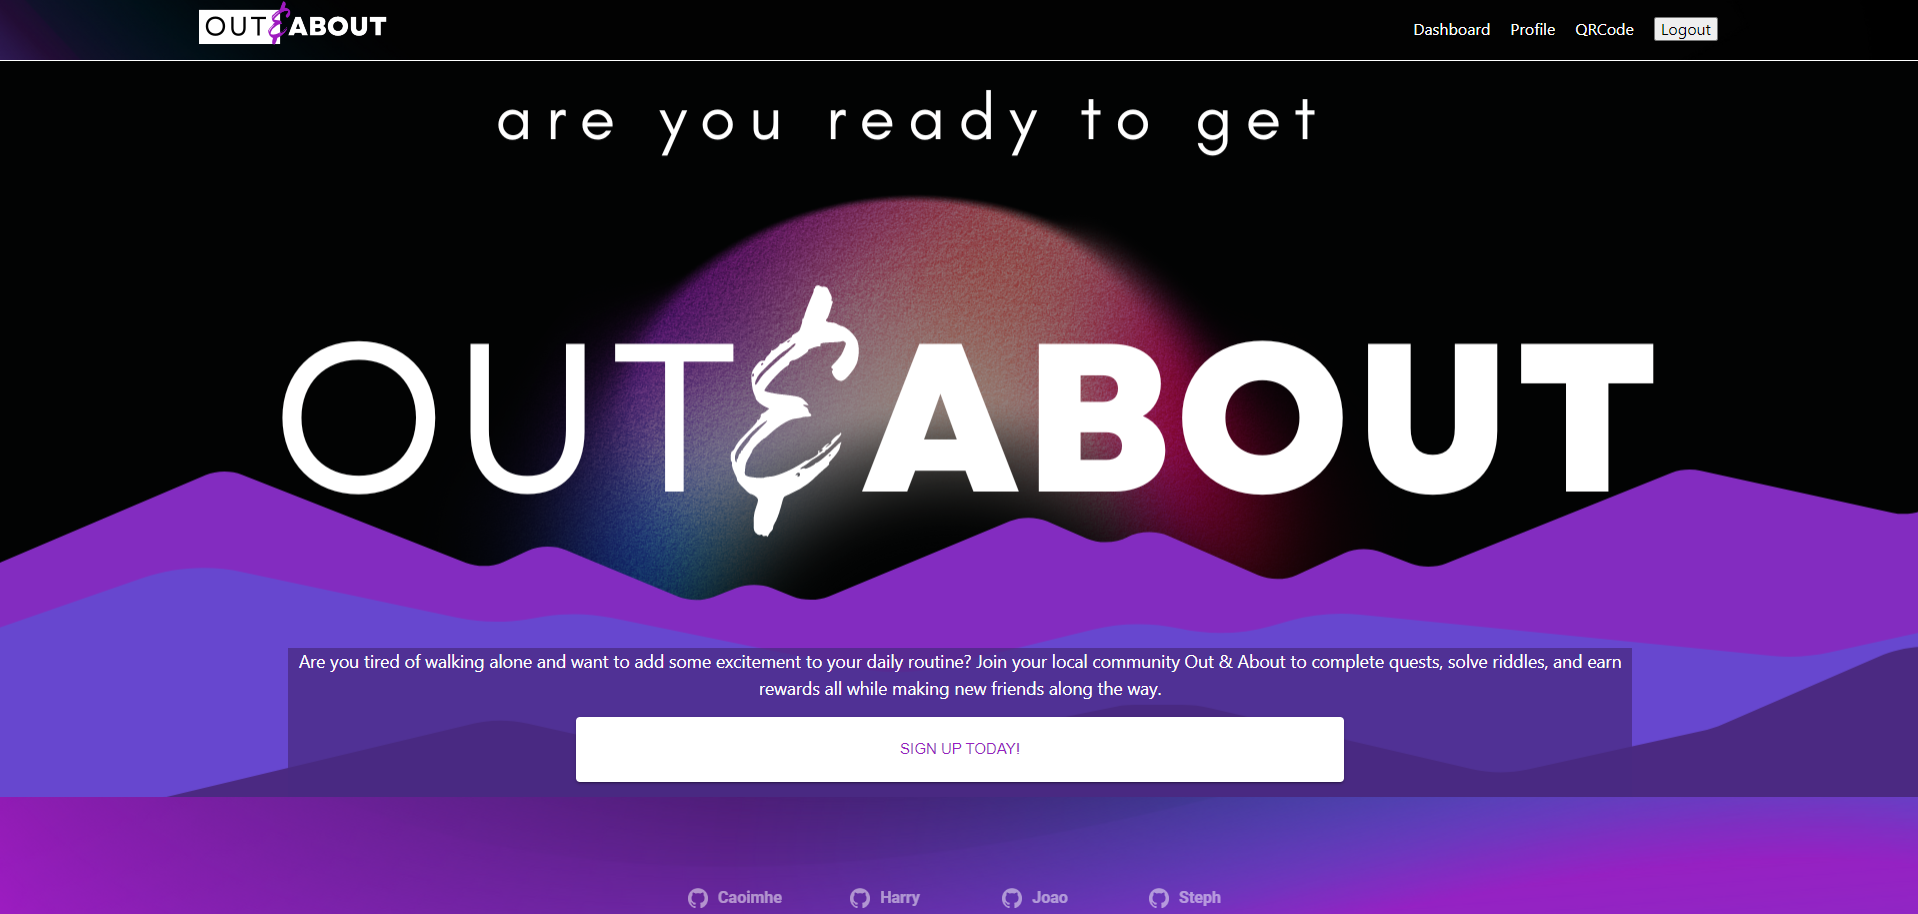 OUT&ABOUT
Dashboard Profile QRCode Logout
are you ready to get
OUT&ABOUT
Are you tired of walking alone and want to add some excitement to your daily routine? Join your local community Out & About to complete quests, solve riddles, and earn
rewards all while making new friends along the way.
SIGN UP TODAY!
Caoimhe Harry Joao Steph